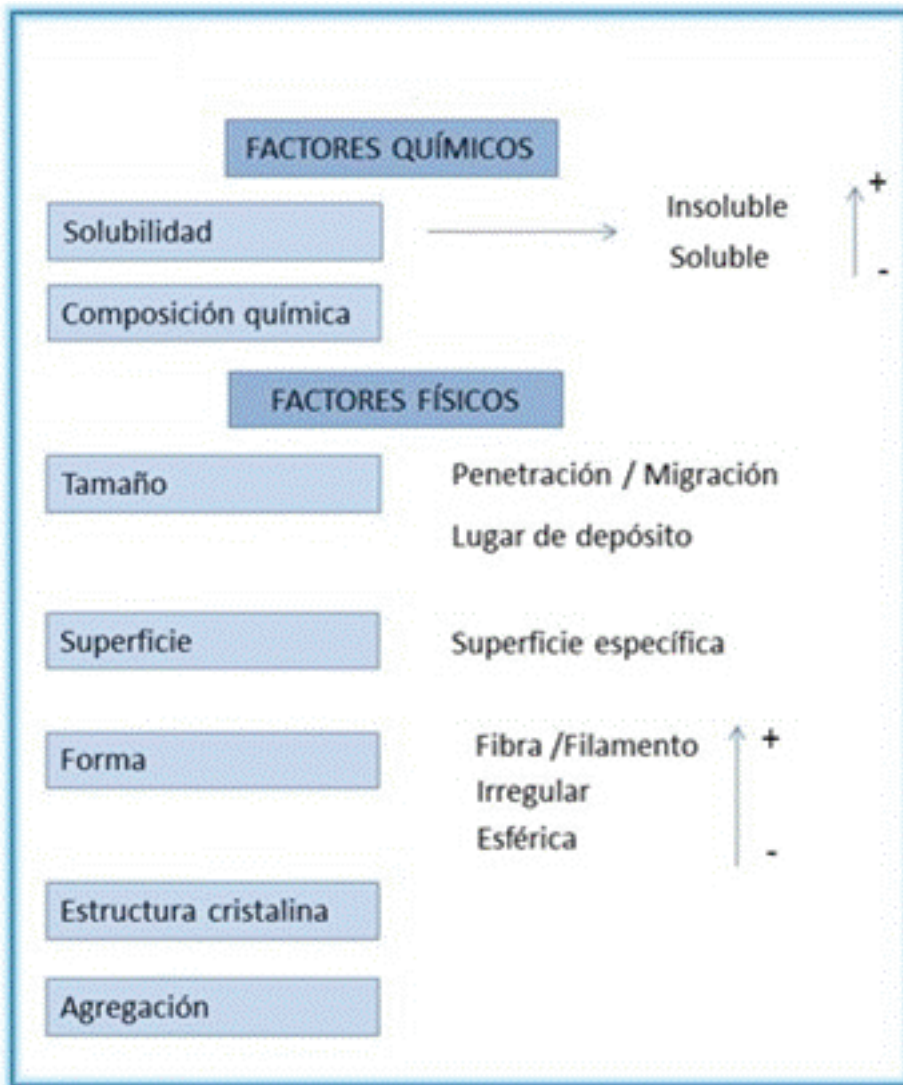 FACTORES QUÍMICOS
Solubilidad
Insoluble
Soluble
+
-
Composición química
FACTORES FÍSICOS
Tamaño
Penetración / Migración
Lugar de depósito
Superficie
Superficie específica
Forma
Fibra /Filamento
Irregular
Esférica
+
-
Estructura cristalina
Agregación